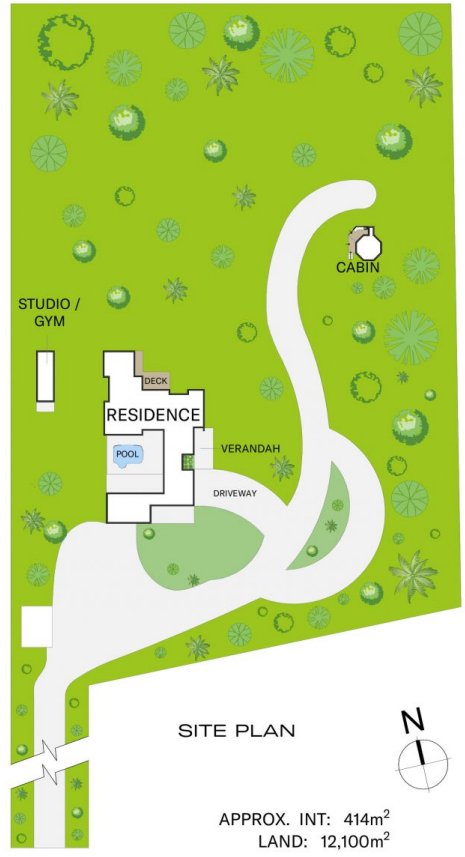 CABIN
STUDIO /
GYM
DECK
RESIDENCE
POOL
VERANDAH
DRIVEWAY
SITE PLAN
N
APPROX. INT: 414m²
LAND: 12,100m²